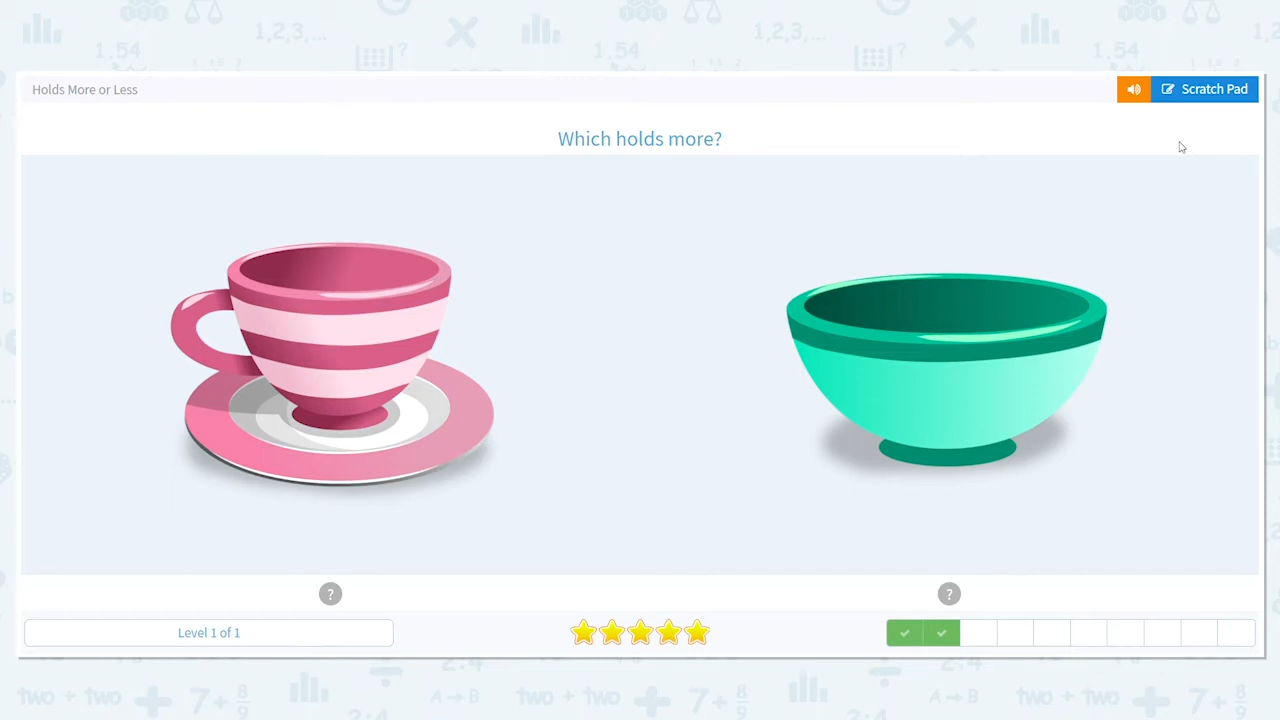 Holds More or Less
Scratch Pad
Which holds more?
?
?
Level 1 of 1